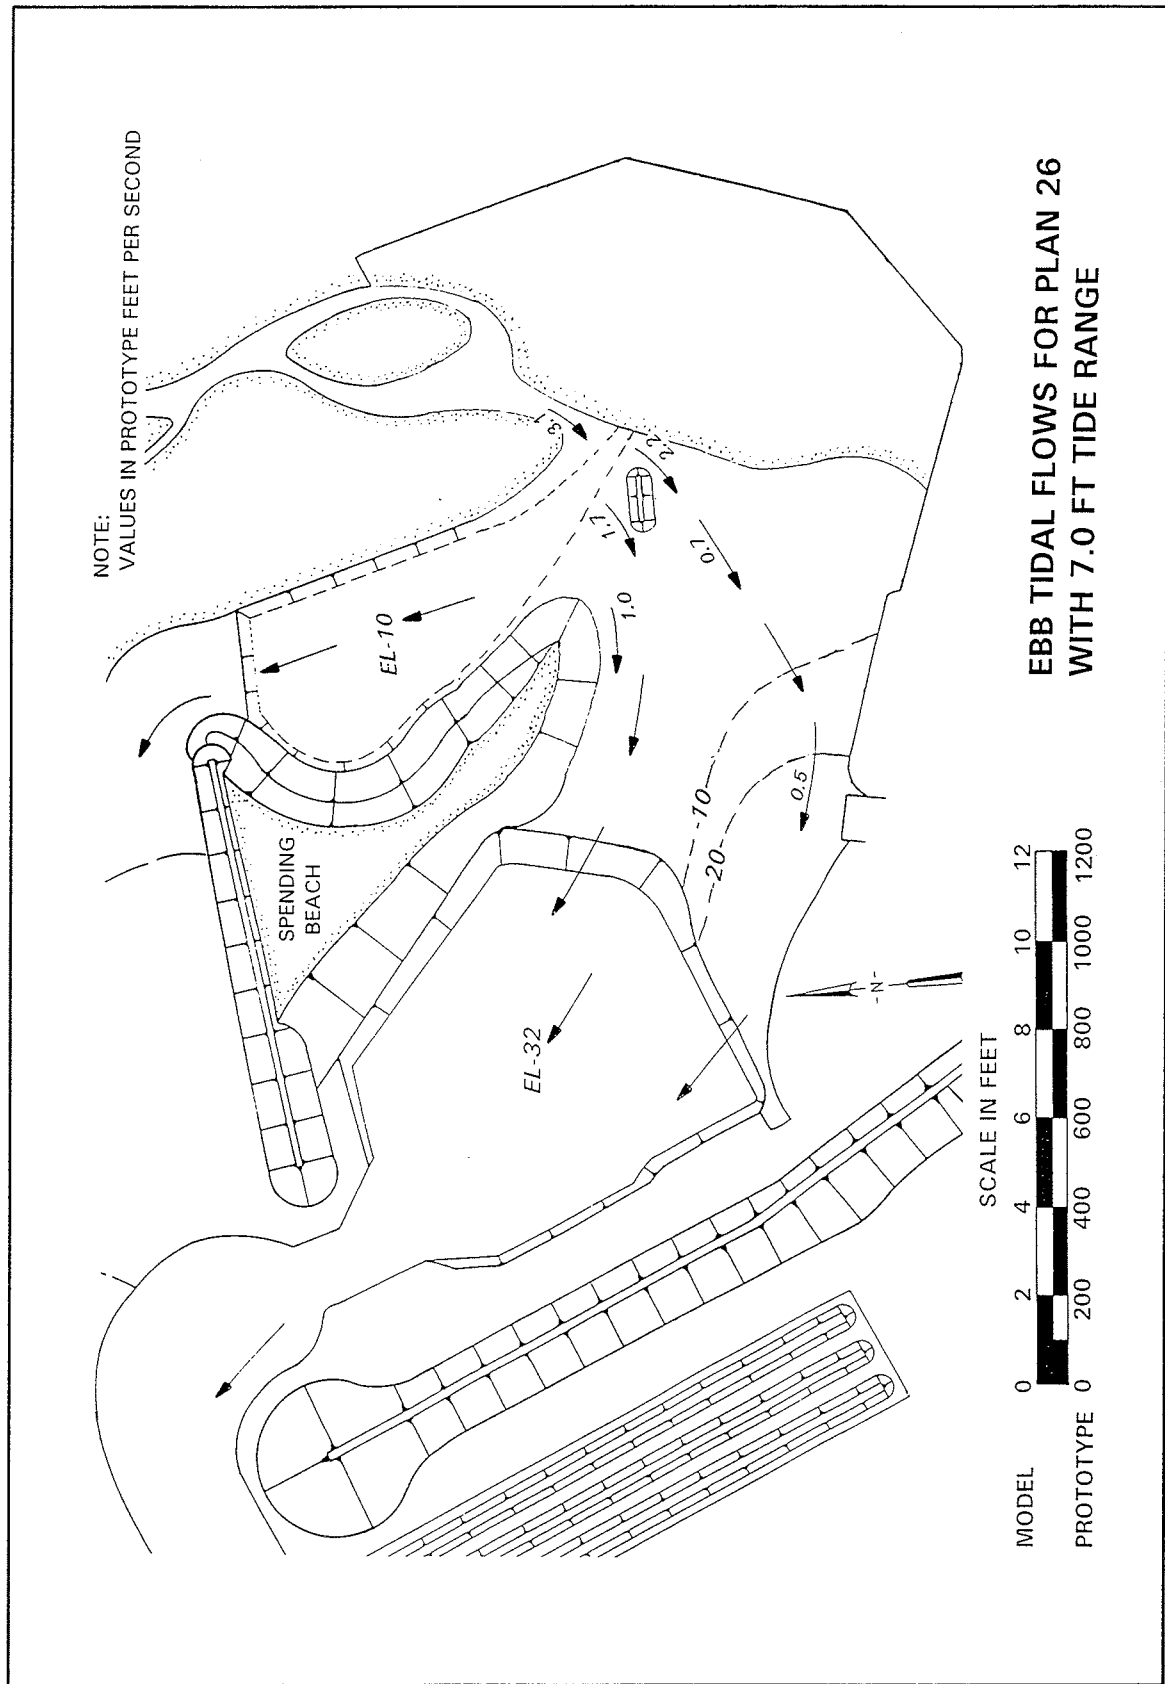 NOTE:
VALUES IN PROTOTYPE FEET PER SECOND
3.1
2.2
1.7
0.7
1.0
EL-10
SPENDING
BEACH
-10-
-20-
0.5
EL-32
-N-
SCALE IN FEET
MODEL 0 2 4 6 8 10 12
PROTOTYPE 0 200 400 600 800 1000 1200
EBB TIDAL FLOWS FOR PLAN 26
WITH 7.0 FT TIDE RANGE